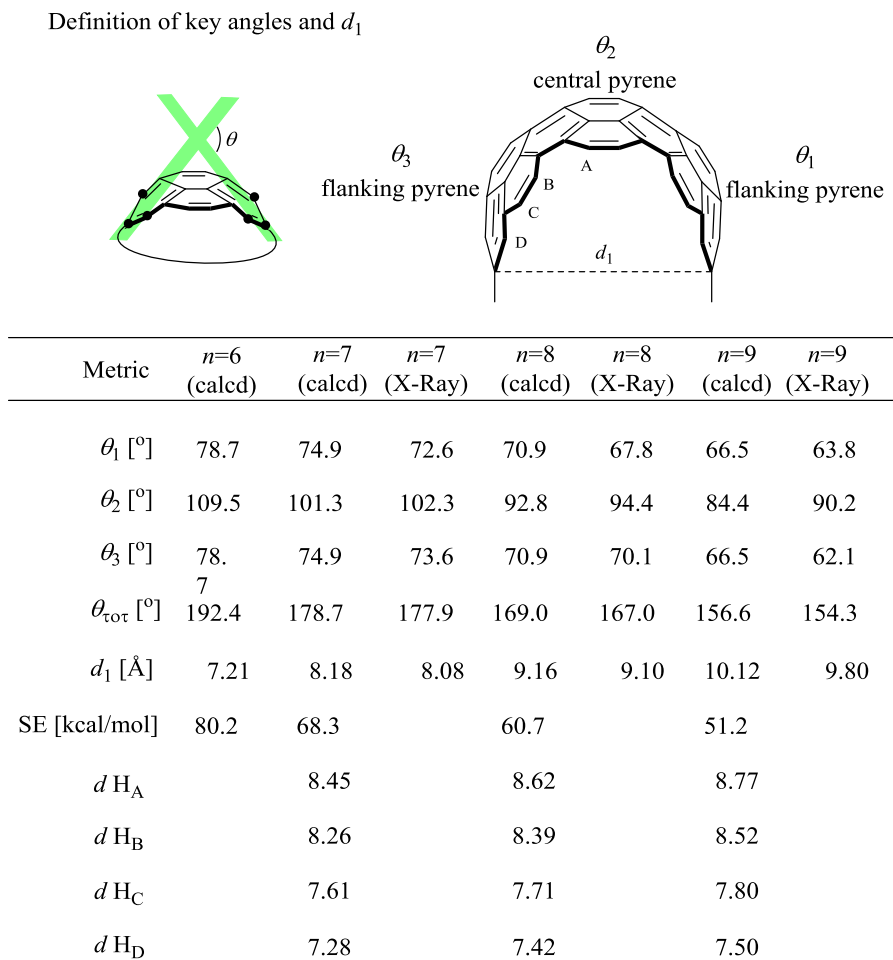 Definition of key angles and d1
θ
θ2
central pyrene
θ3
flanking pyrene
θ1
flanking pyrene
A
B
C
D
d1
Metric n=6 (calcd) n=7 (calcd) n=7 (X-Ray) n=8 (calcd) n=8 (X-Ray) n=9 (calcd) n=9 (X-Ray)
θ1 [o] 78.7 74.9 72.6 70.9 67.8 66.5 63.8
θ2 [o] 109.5 101.3 102.3 92.8 94.4 84.4 90.2
θ3 [o] 78.7 74.9 73.6 70.9 70.1 66.5 62.1
θτοτ [o] 192.4 178.7 177.9 169.0 167.0 156.6 154.3
d1 [Å] 7.21 8.18 8.08 9.16 9.10 10.12 9.80
SE [kcal/mol] 80.2 68.3 60.7 51.2
d HA 8.45 8.62 8.77
d HB 8.26 8.39 8.52
d HC 7.61 7.71 7.80
d HD 7.28 7.42 7.50